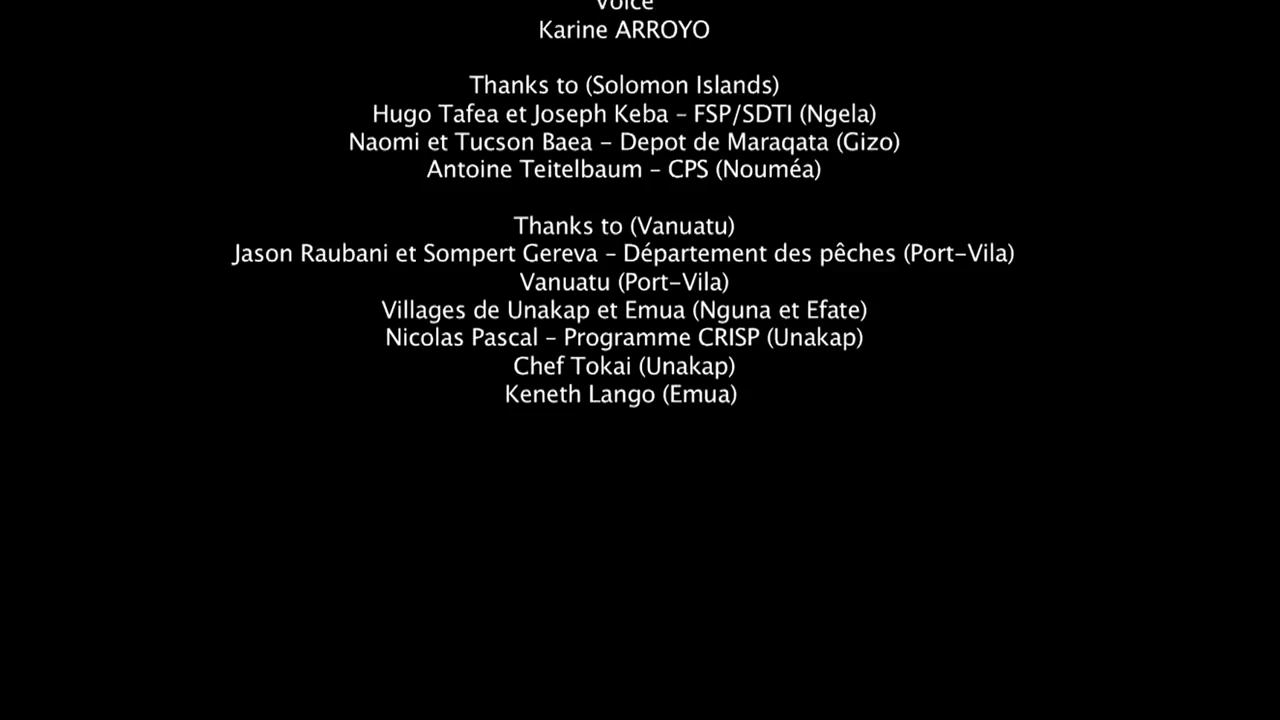 Voice
Karine ARROYO
Thanks to (Solomon Islands)
Hugo Tafea et Joseph Keba – FSP/SDTI (Ngela)
Naomi et Tucson Baea – Depot de Maraqata (Gizo)
Antoine Teitelbaum – CPS (Nouméa)
Thanks to (Vanuatu)
Jason Raubani et Sompert Gereva – Département des pêches (Port-Vila)
Vanuatu (Port-Vila)
Villages de Unakap et Emua (Nguna et Efate)
Nicolas Pascal – Programme CRISP (Unakap)
Chef Tokai (Unakap)
Keneth Lango (Emua)